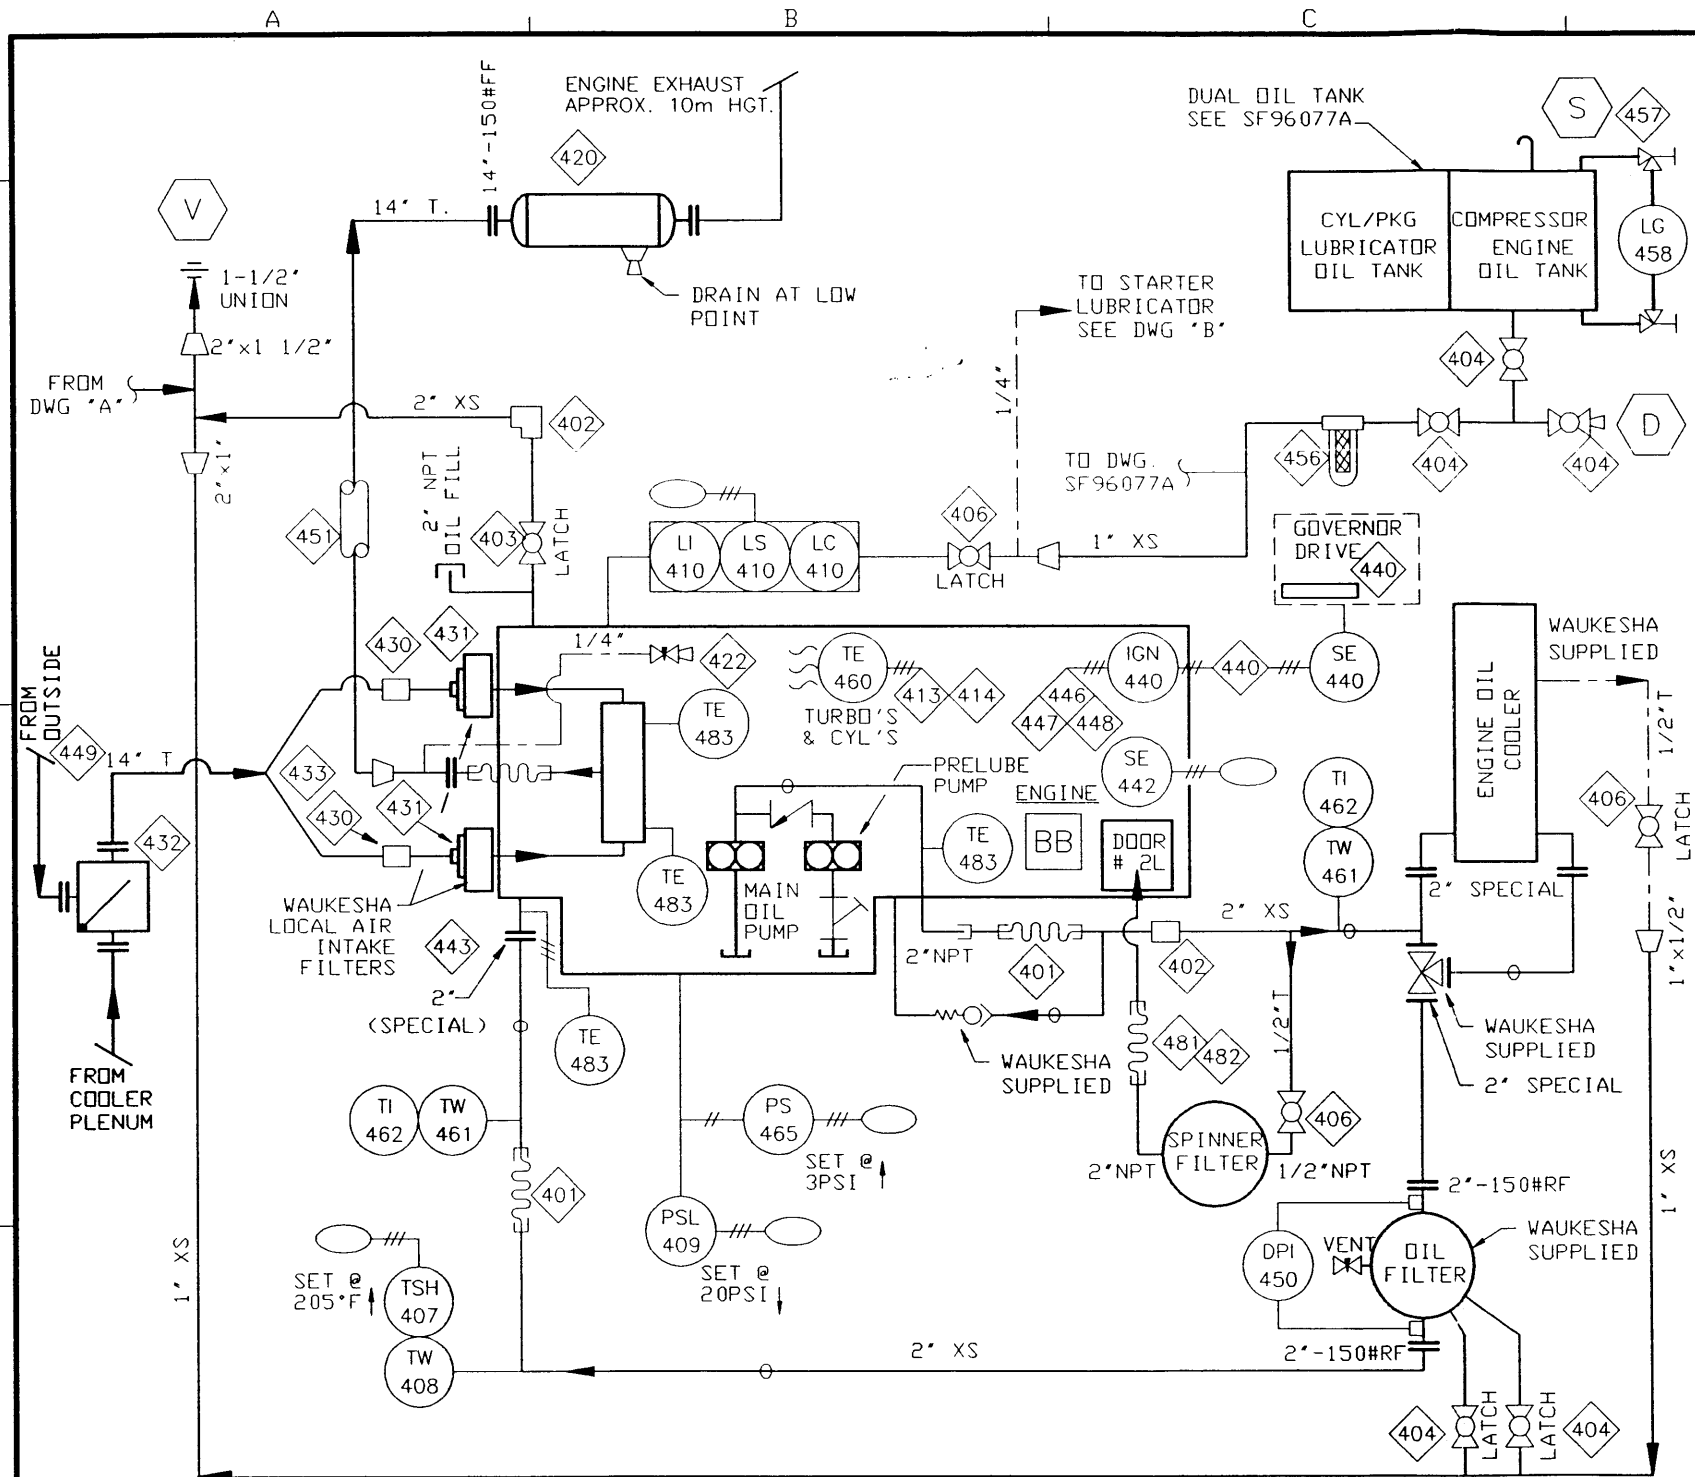 A
B
C
ENGINE EXHAUST
APPROX. 10m HGT.
14"-150#FF
420
14" T.
DRAIN AT LOW
POINT
DUAL OIL TANK
SEE SF96077A
S
457
CYL/PKG
LUBRICATOR
OIL TANK
COMPRESSOR
ENGINE
OIL TANK
LG
458
V
1-1/2"
UNION
2"x1 1/2"
FROM
DWG "A"
2"x1"
2" XS
402
TO STARTER
LUBRICATOR
SEE DWG "B"
1/4"
404
D
456
404
404
TO DWG.
SF96077A
451
2" NPT
OIL FILL
403
LATCH
LI
410
LS
410
LC
410
406
LATCH
1" XS
GOVERNOR
DRIVE
440
430
431
1/4"
422
TE
460
TURBO'S
& CYL'S
413
414
IGN
440
440
SE
440
446
447
448
WAUKESHA
SUPPLIED
ENGINE OIL
COOLER
1/2"T
406
LATCH
FROM
OUTSIDE
449
14" T
433
430
431
432
TE
483
TE
483
PRELUBE
PUMP
ENGINE
SE
442
TE
483
BB
DOOR
# 2L
TI
462
TW
461
MAIN
OIL
PUMP
WAUKESHA
LOCAL AIR
INTAKE
FILTERS
443
2"
(SPECIAL)
TE
483
2"NPT
401
402
2" XS
2" SPECIAL
1"x1/2"
WAUKESHA
SUPPLIED
481
482
1/2"T
WAUKESHA
SUPPLIED
2" SPECIAL
FROM
COOLER
PLENUM
TI
462
TW
461
PS
465
SET @
3PSI
401
2"NPT
SPINNER
FILTER
1/2"NPT
406
2"-150#RF
PSL
409
SET @
20PSI
DPI
450
VENT
OIL
FILTER
WAUKESHA
SUPPLIED
1" XS
1" XS
SET @
205°F
TSH
407
TW
408
2" XS
2"-150#RF
404
LATCH
LATCH
404